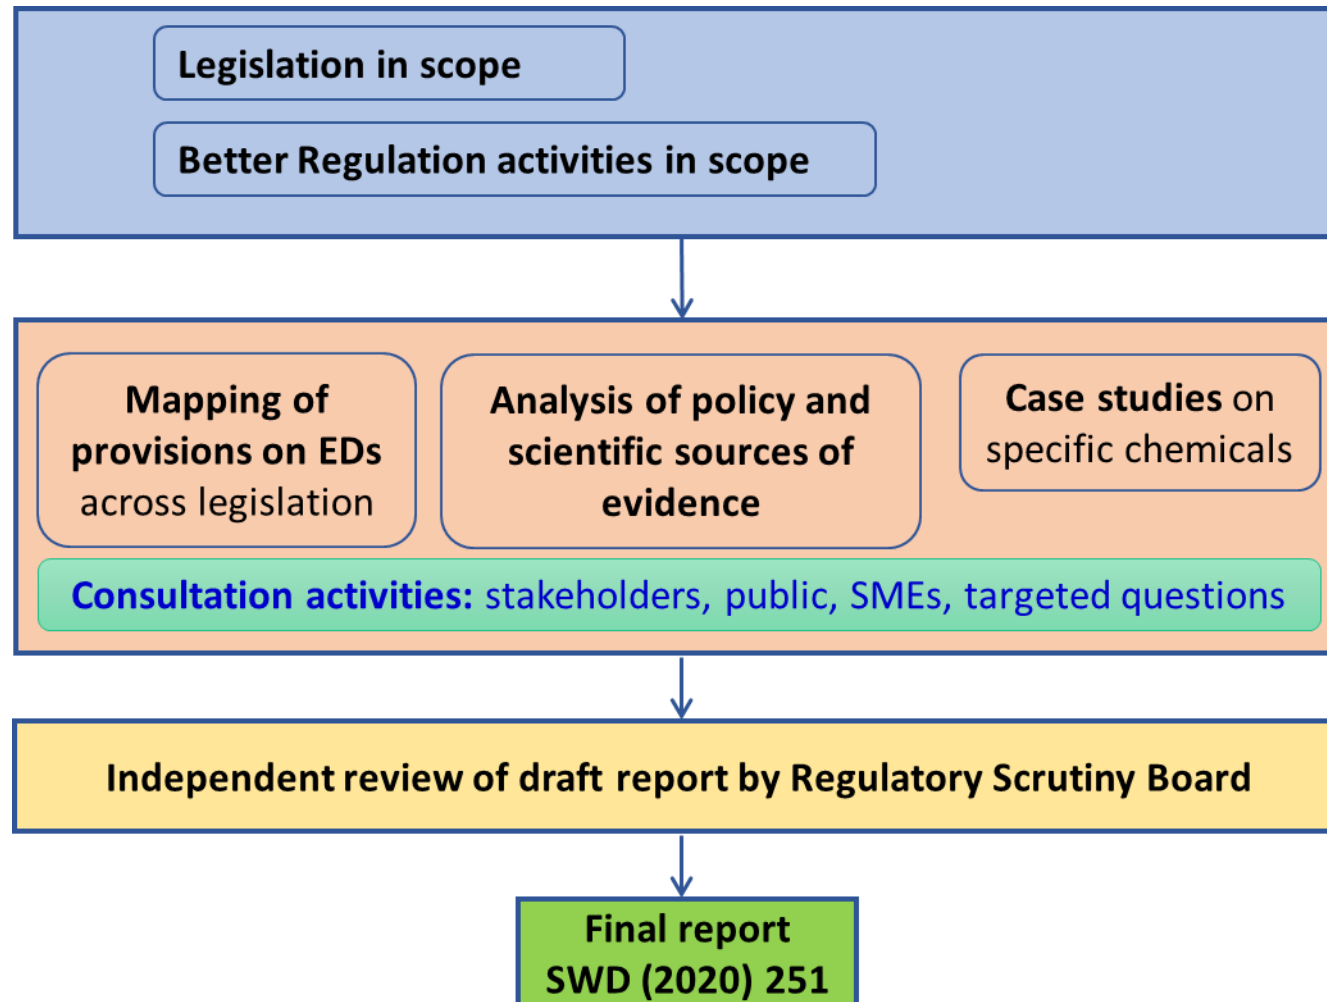 Legislation in scope
Better Regulation activities in scope
Mapping of
provisions on EDs
across legislation
Analysis of policy and
scientific sources of
evidence
Case studies on
specific chemicals
Consultation activities: stakeholders, public, SMEs, targeted questions
Independent review of draft report by Regulatory Scrutiny Board
Final report
SWD (2020) 251